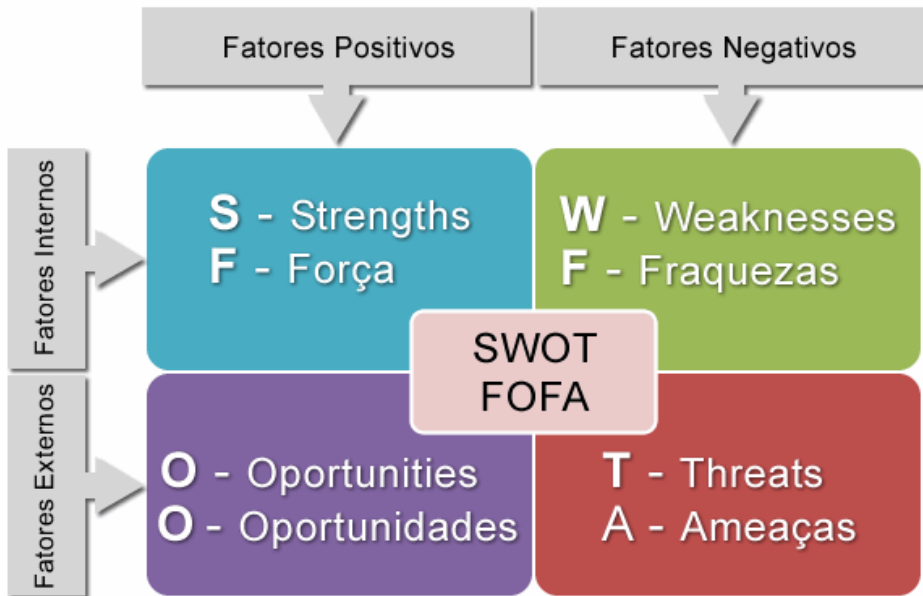 Fatores Positivos
Fatores Negativos
Fatores Internos
S - Strengths
F - Força
W - Weaknesses
F - Fraquezas
SWOT
FOFA
Fatores Externos
O - Oportunities
O - Oportunidades
T - Threats
A - Ameaças